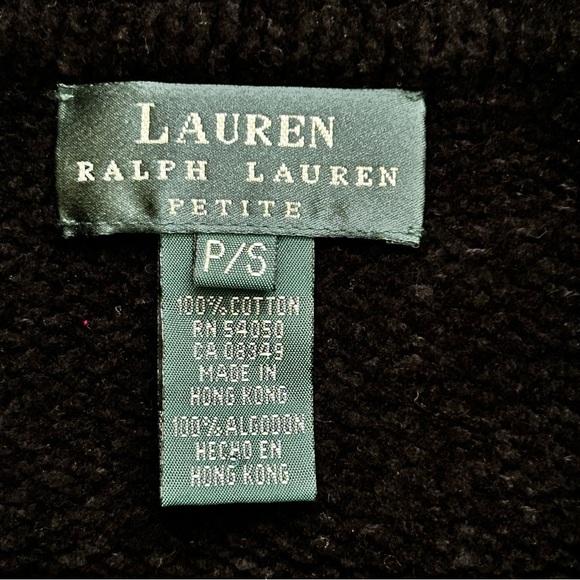 LAUREN
RALPH LAUREN
PETITE
P/S
100% COTTON
RN 54050
CA 08349
MADE IN
HONG KONG
100% ALGODON
HECHO EN
HONG KONG